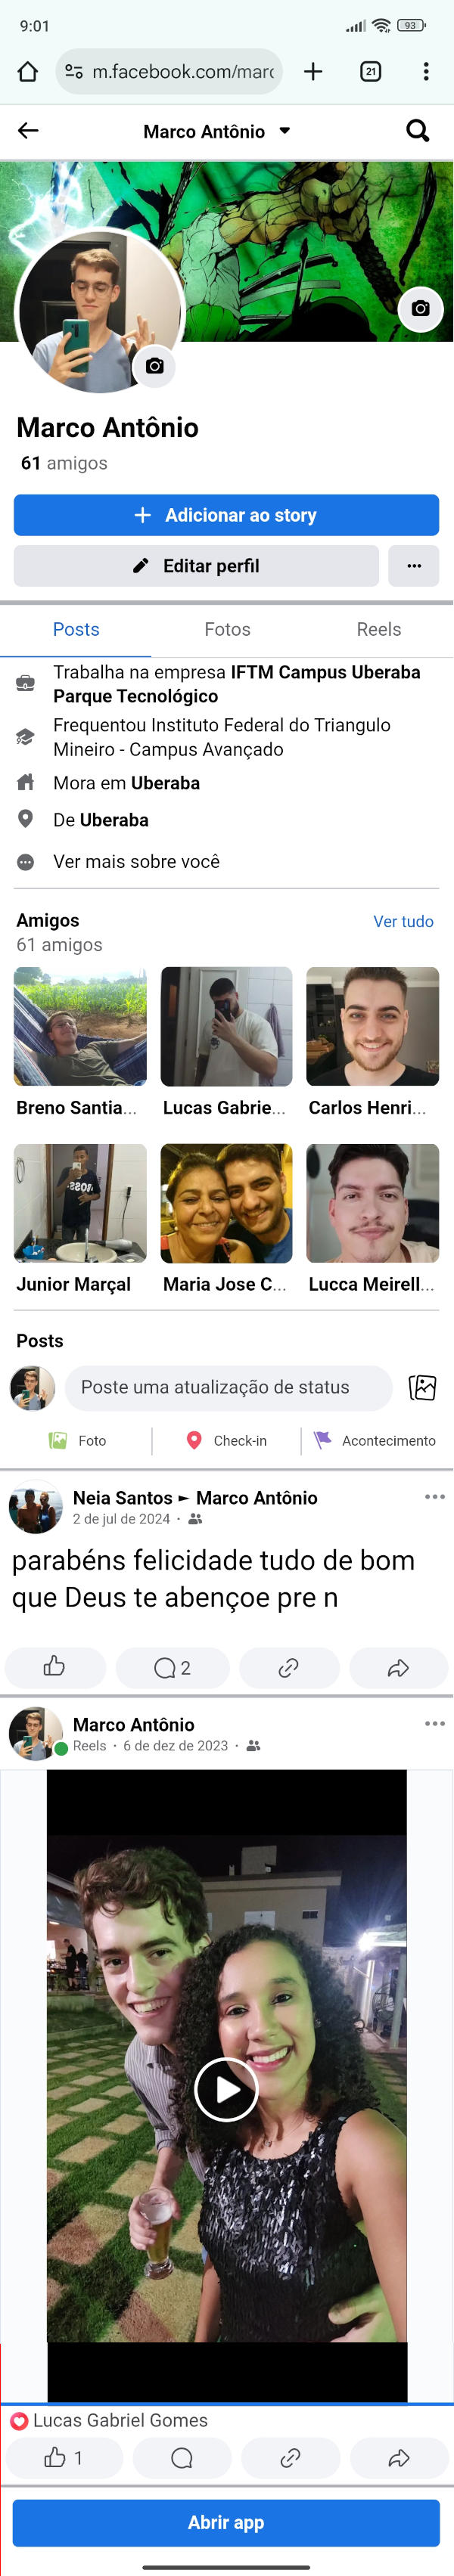 9:01
93
m.facebook.com/marc
21
Marco Antônio
Marco Antônio
61 amigos
Adicionar ao story
Editar perfil
Posts Fotos Reels
Trabalha na empresa IFTM Campus Uberaba
Parque Tecnológico
Frequentou Instituto Federal do Triangulo
Mineiro - Campus Avançado
Mora em Uberaba
De Uberaba
Ver mais sobre você
Amigos Ver tudo
61 amigos
Breno Santia... Lucas Gabrie... Carlos Henri...
Junior Marçal Maria Jose C... Lucca Meirell...
Posts
Poste uma atualização de status
Foto Check-in Acontecimento
Neia Santos ► Marco Antônio
2 de jul de 2024 ·
parabéns felicidade tudo de bom
que Deus te abençoe pre n
2
Marco Antônio
Reels · 6 de dez de 2023 ·
Lucas Gabriel Gomes
1
Abrir app